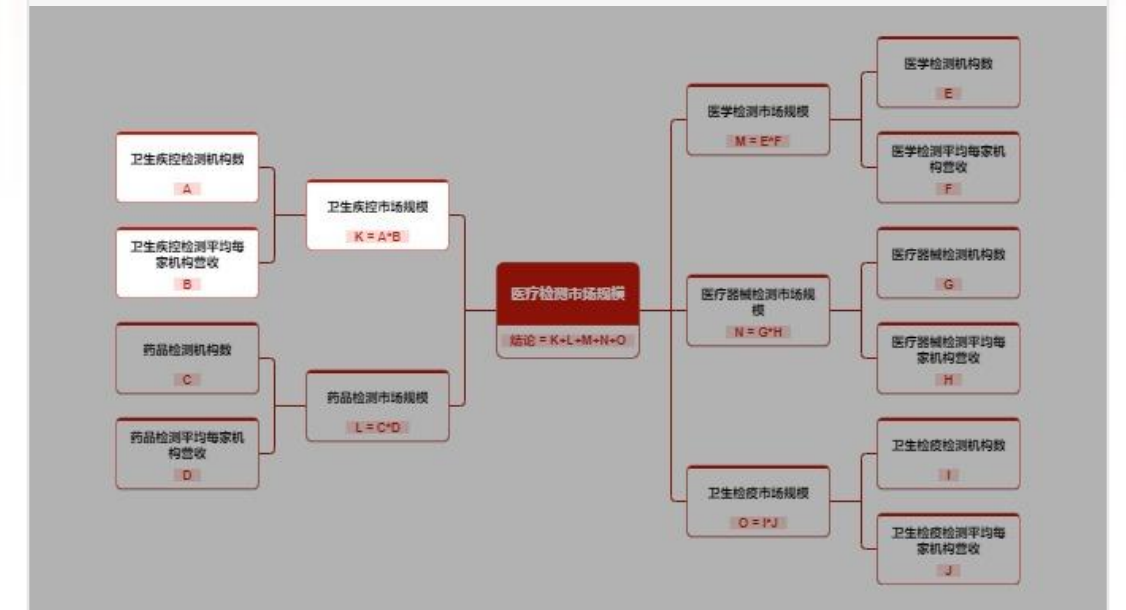 卫生疾控检测机构数
A
卫生疾控检测平均每
家机构营收
B
卫生疾控市场规模
K = A*B
药品检测机构数
C
药品检测平均每家机
构营收
D
药品检测市场规模
L = C*D
医疗检测市场规模
结论 = K+L+M+N+O
医学检测市场规模
M = E*F
医学检测机构数
E
医学检测平均每家机
构营收
F
医疗器械检测市场规
模
N = G*H
医疗器械检测机构数
G
医疗器械检测平均每
家机构营收
H
卫生检疫市场规模
O = I*J
卫生检疫检测机构数
I
卫生检疫检测平均每
家机构营收
J